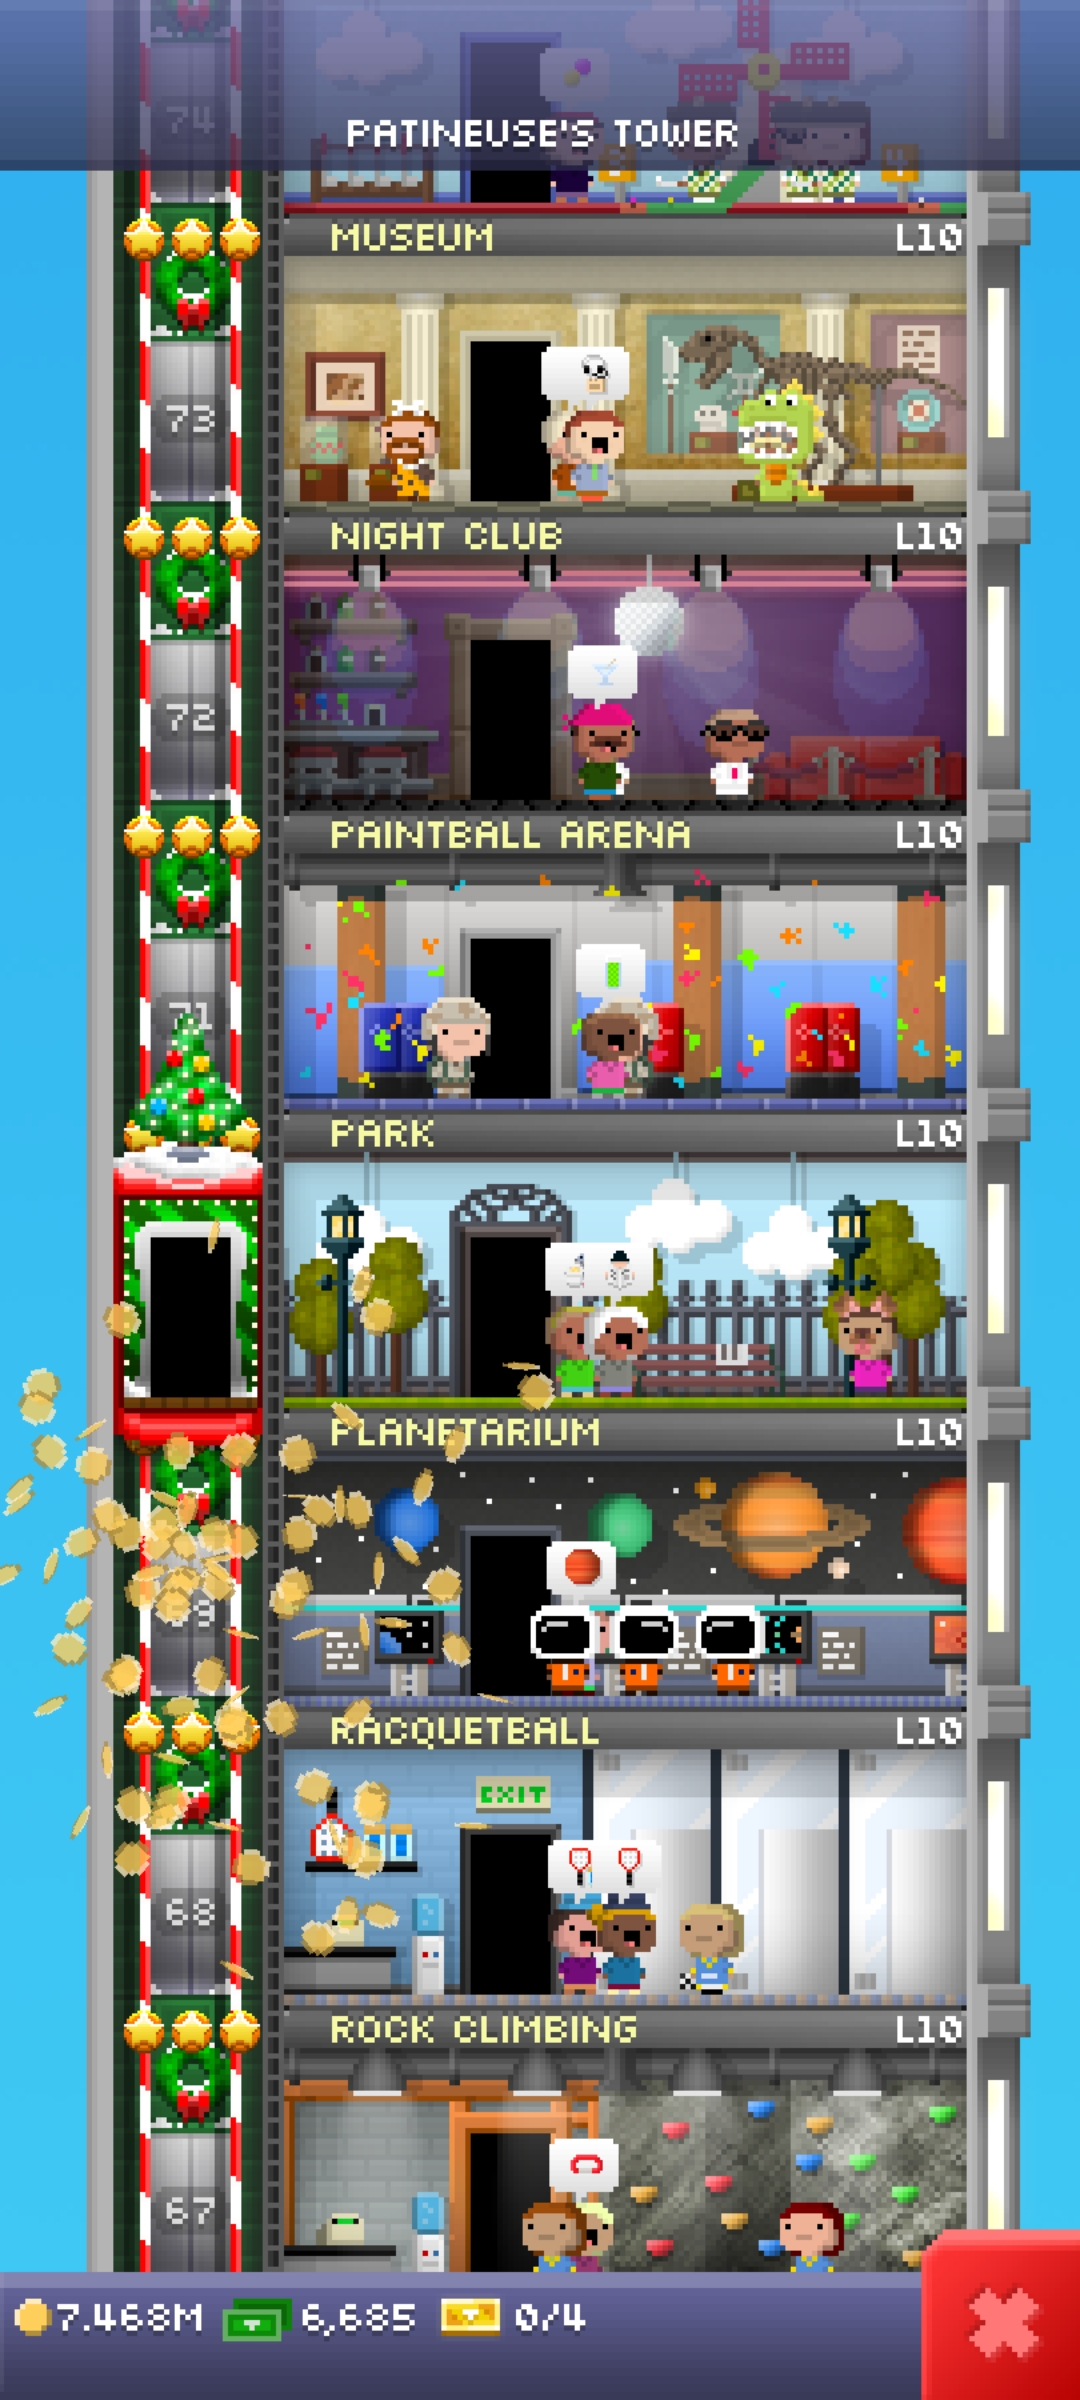 74
PATINEUSE'S TOWER
MUSEUM L10
73
NIGHT CLUB L10
72
PAINTBALL ARENA L10
71
PARK L10
PLANETARIUM L10
RACQUETBALL L10
EXIT
68
ROCK CLIMBING L10
67
7.468M 6,685 0/4